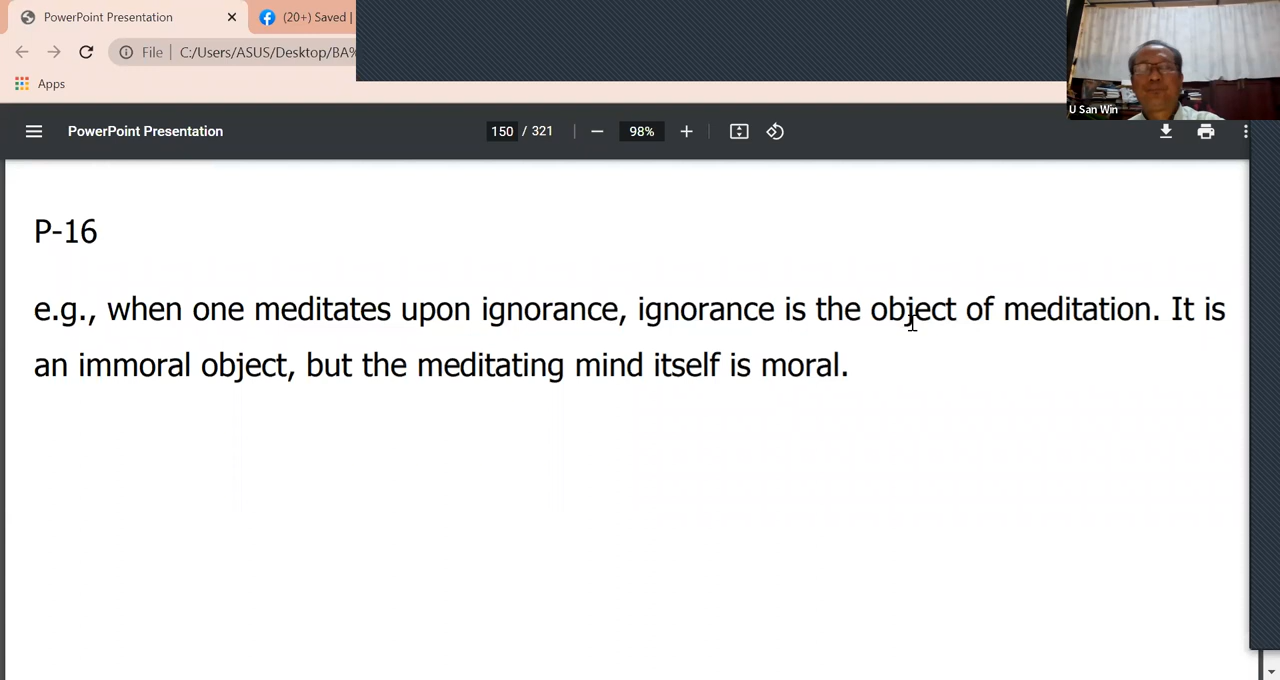 PowerPoint Presentation
(20+) Saved |
File | C:/Users/ASUS/Desktop/BA%
Apps
U San Win
PowerPoint Presentation
150 / 321
98%
P-16
e.g., when one meditates upon ignorance, ignorance is the object of meditation. It is
an immoral object, but the meditating mind itself is moral.